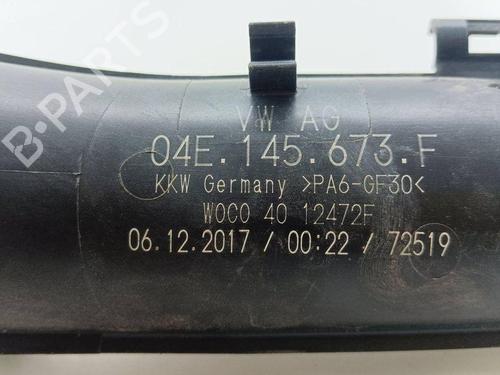 B-PARTS
VW AG
04E.145.673.F
KKW Germany >PA6-GF30<
WOCO 40 12472F
06.12.2017 / 00:22 / 72519